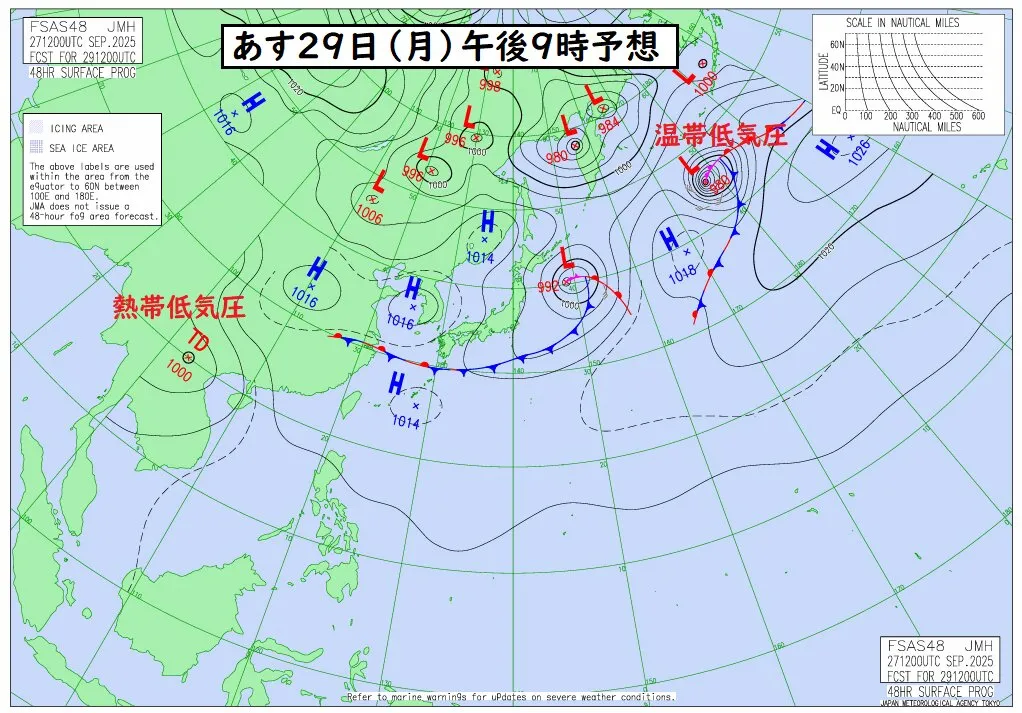 FSAS48 JMH
271200UTC SEP.2025
FCST FOR 291200UTC
48HR SURFACE PROG
あす29日(月)午後9時予想
SCALE IN NAUTICAL MILES
LATITUDE
60N
40N
20N
EQ
0 100 200 300 400 500 600
NAUTICAL MILES
ICING AREA
SEA ICE AREA
The above labels are used
within the area from the
equator to 60N between
100E and 180E.
JMA does not issue a
48-hour fog area forecast.
1020
H
1016
998
L
996
1000
L
996
1000
L
1006
L
980
L
984
1000
L
1000
温帯低気圧
L
980
H
1026
H
1014
H
1018
1020
H
1016
H
1016
L
992
1000
熱帯低気圧
TD
1000
H
1014
FSAS48 JMH
271200UTC SEP.2025
FCST FOR 291200UTC
48HR SURFACE PROG
JAPAN METEOROLOGICAL AGENCY TOKYO
Refer to marine warnings for updates on severe weather conditions.